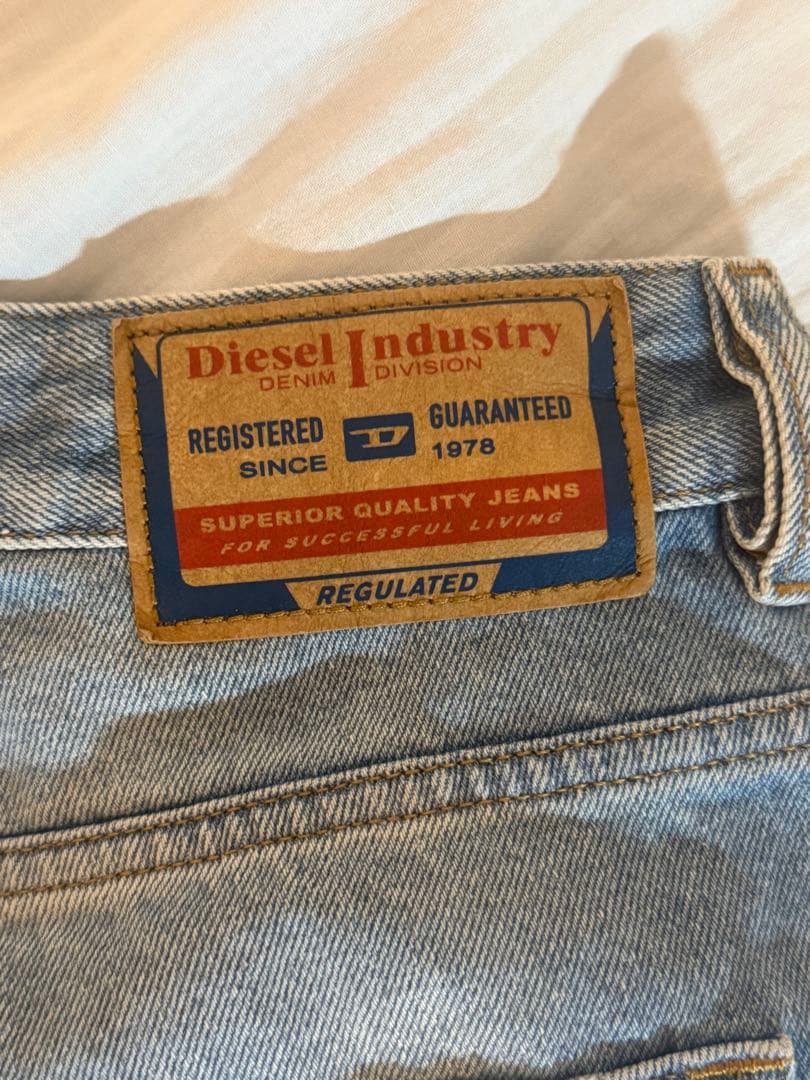 Diesel Industry
DENIM DIVISION
REGISTERED D GUARANTEED
SINCE 1978
SUPERIOR QUALITY JEANS
FOR SUCCESSFUL LIVING
REGULATED